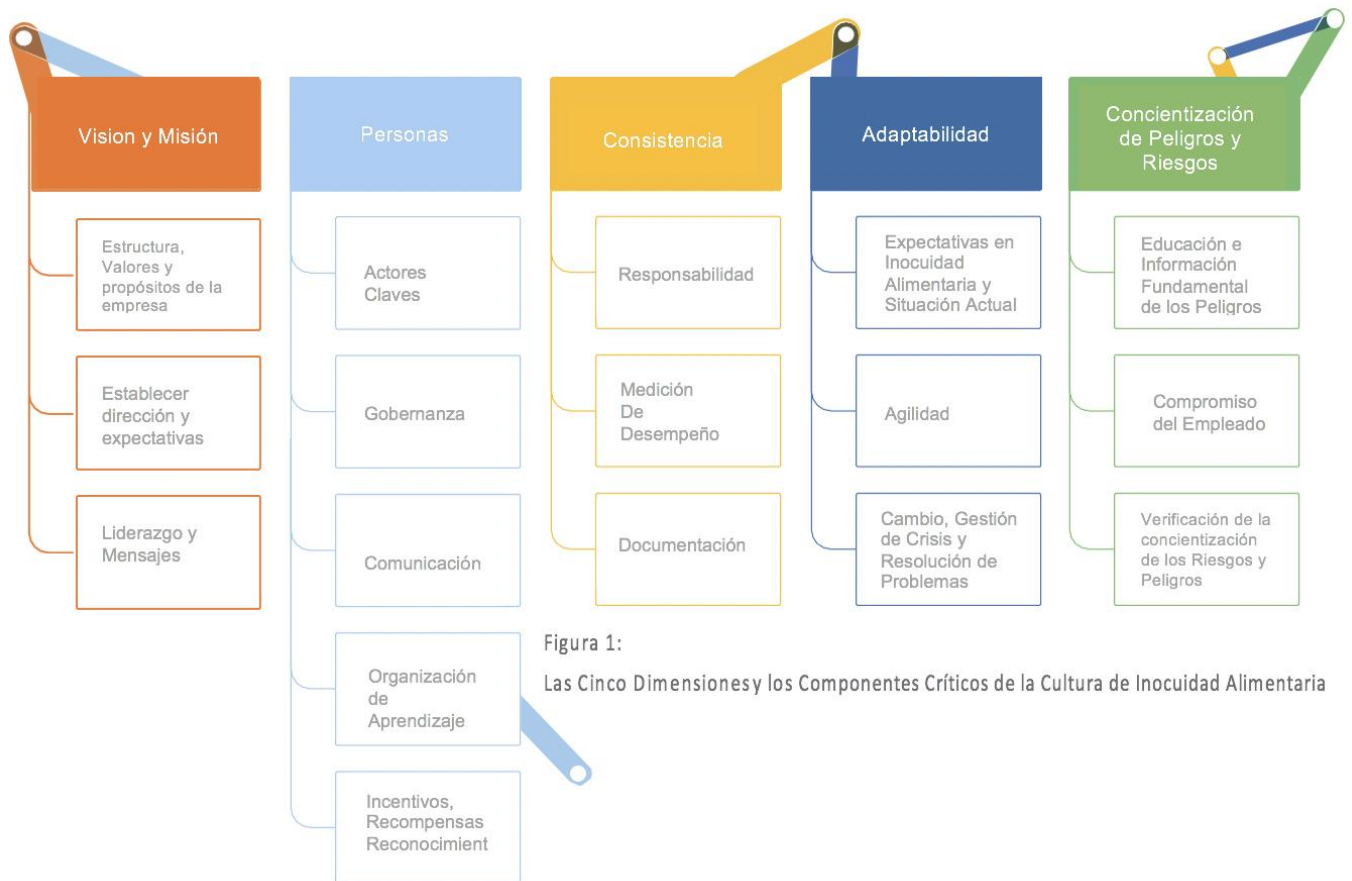 Vision y Misión
Estructura,
Valores y
propósitos de la
empresa
Establecer
dirección y
expectativas
Liderazgo y
Mensajes
Personas
Actores
Claves
Gobernanza
Comunicación
Organización
de
Aprendizaje
Incentivos,
Recompensas
Reconocimient
Consistencia
Responsabilidad
Medición
De
Desempeño
Documentación
Adaptabilidad
Expectativas en
Inocuidad
Alimentaria y
Situación Actual
Agilidad
Cambio, Gestión
de Crisis y
Resolución de
Problemas
Concientización
de Peligros y
Riesgos
Educación e
Información
Fundamental
de los Peligros
Compromiso
del Empleado
Verificación de la
concientización
de los Riesgos y
Peligros
Figura 1:
Las Cinco Dimensiones y los Componentes Críticos de la Cultura de Inocuidad Alimentaria